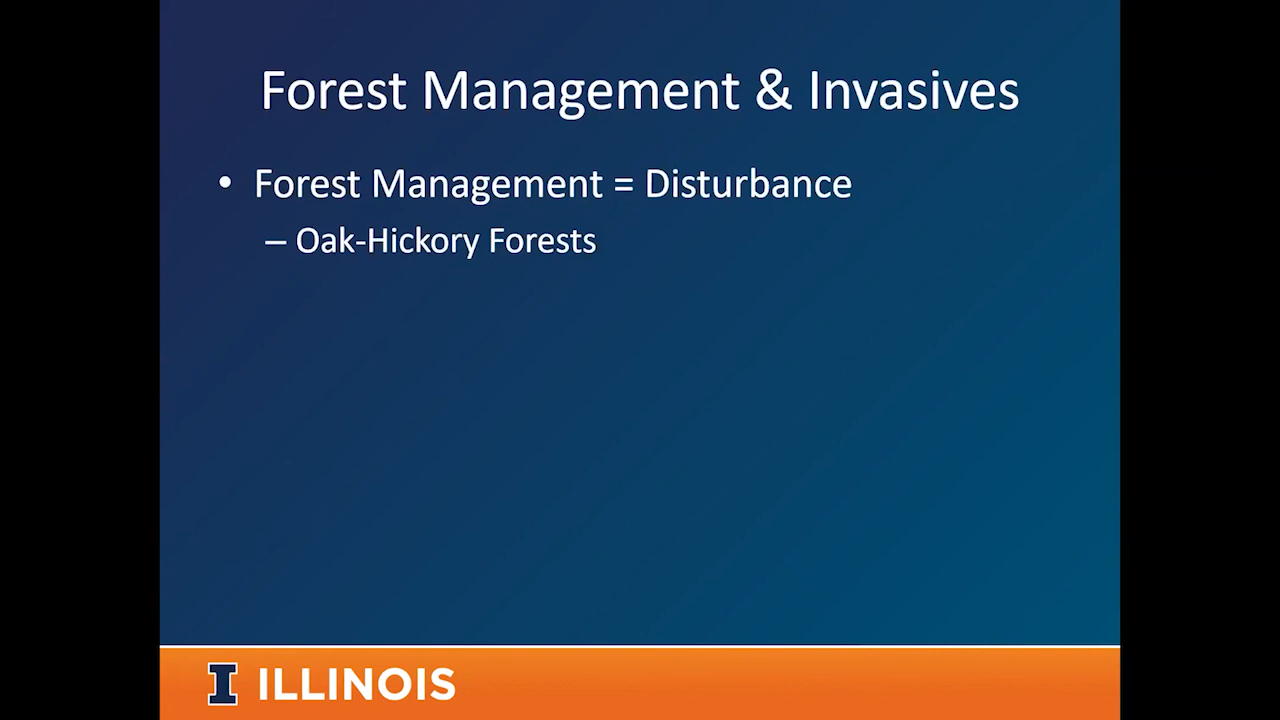 Forest Management & Invasives
• Forest Management = Disturbance
– Oak-Hickory Forests
I ILLINOIS